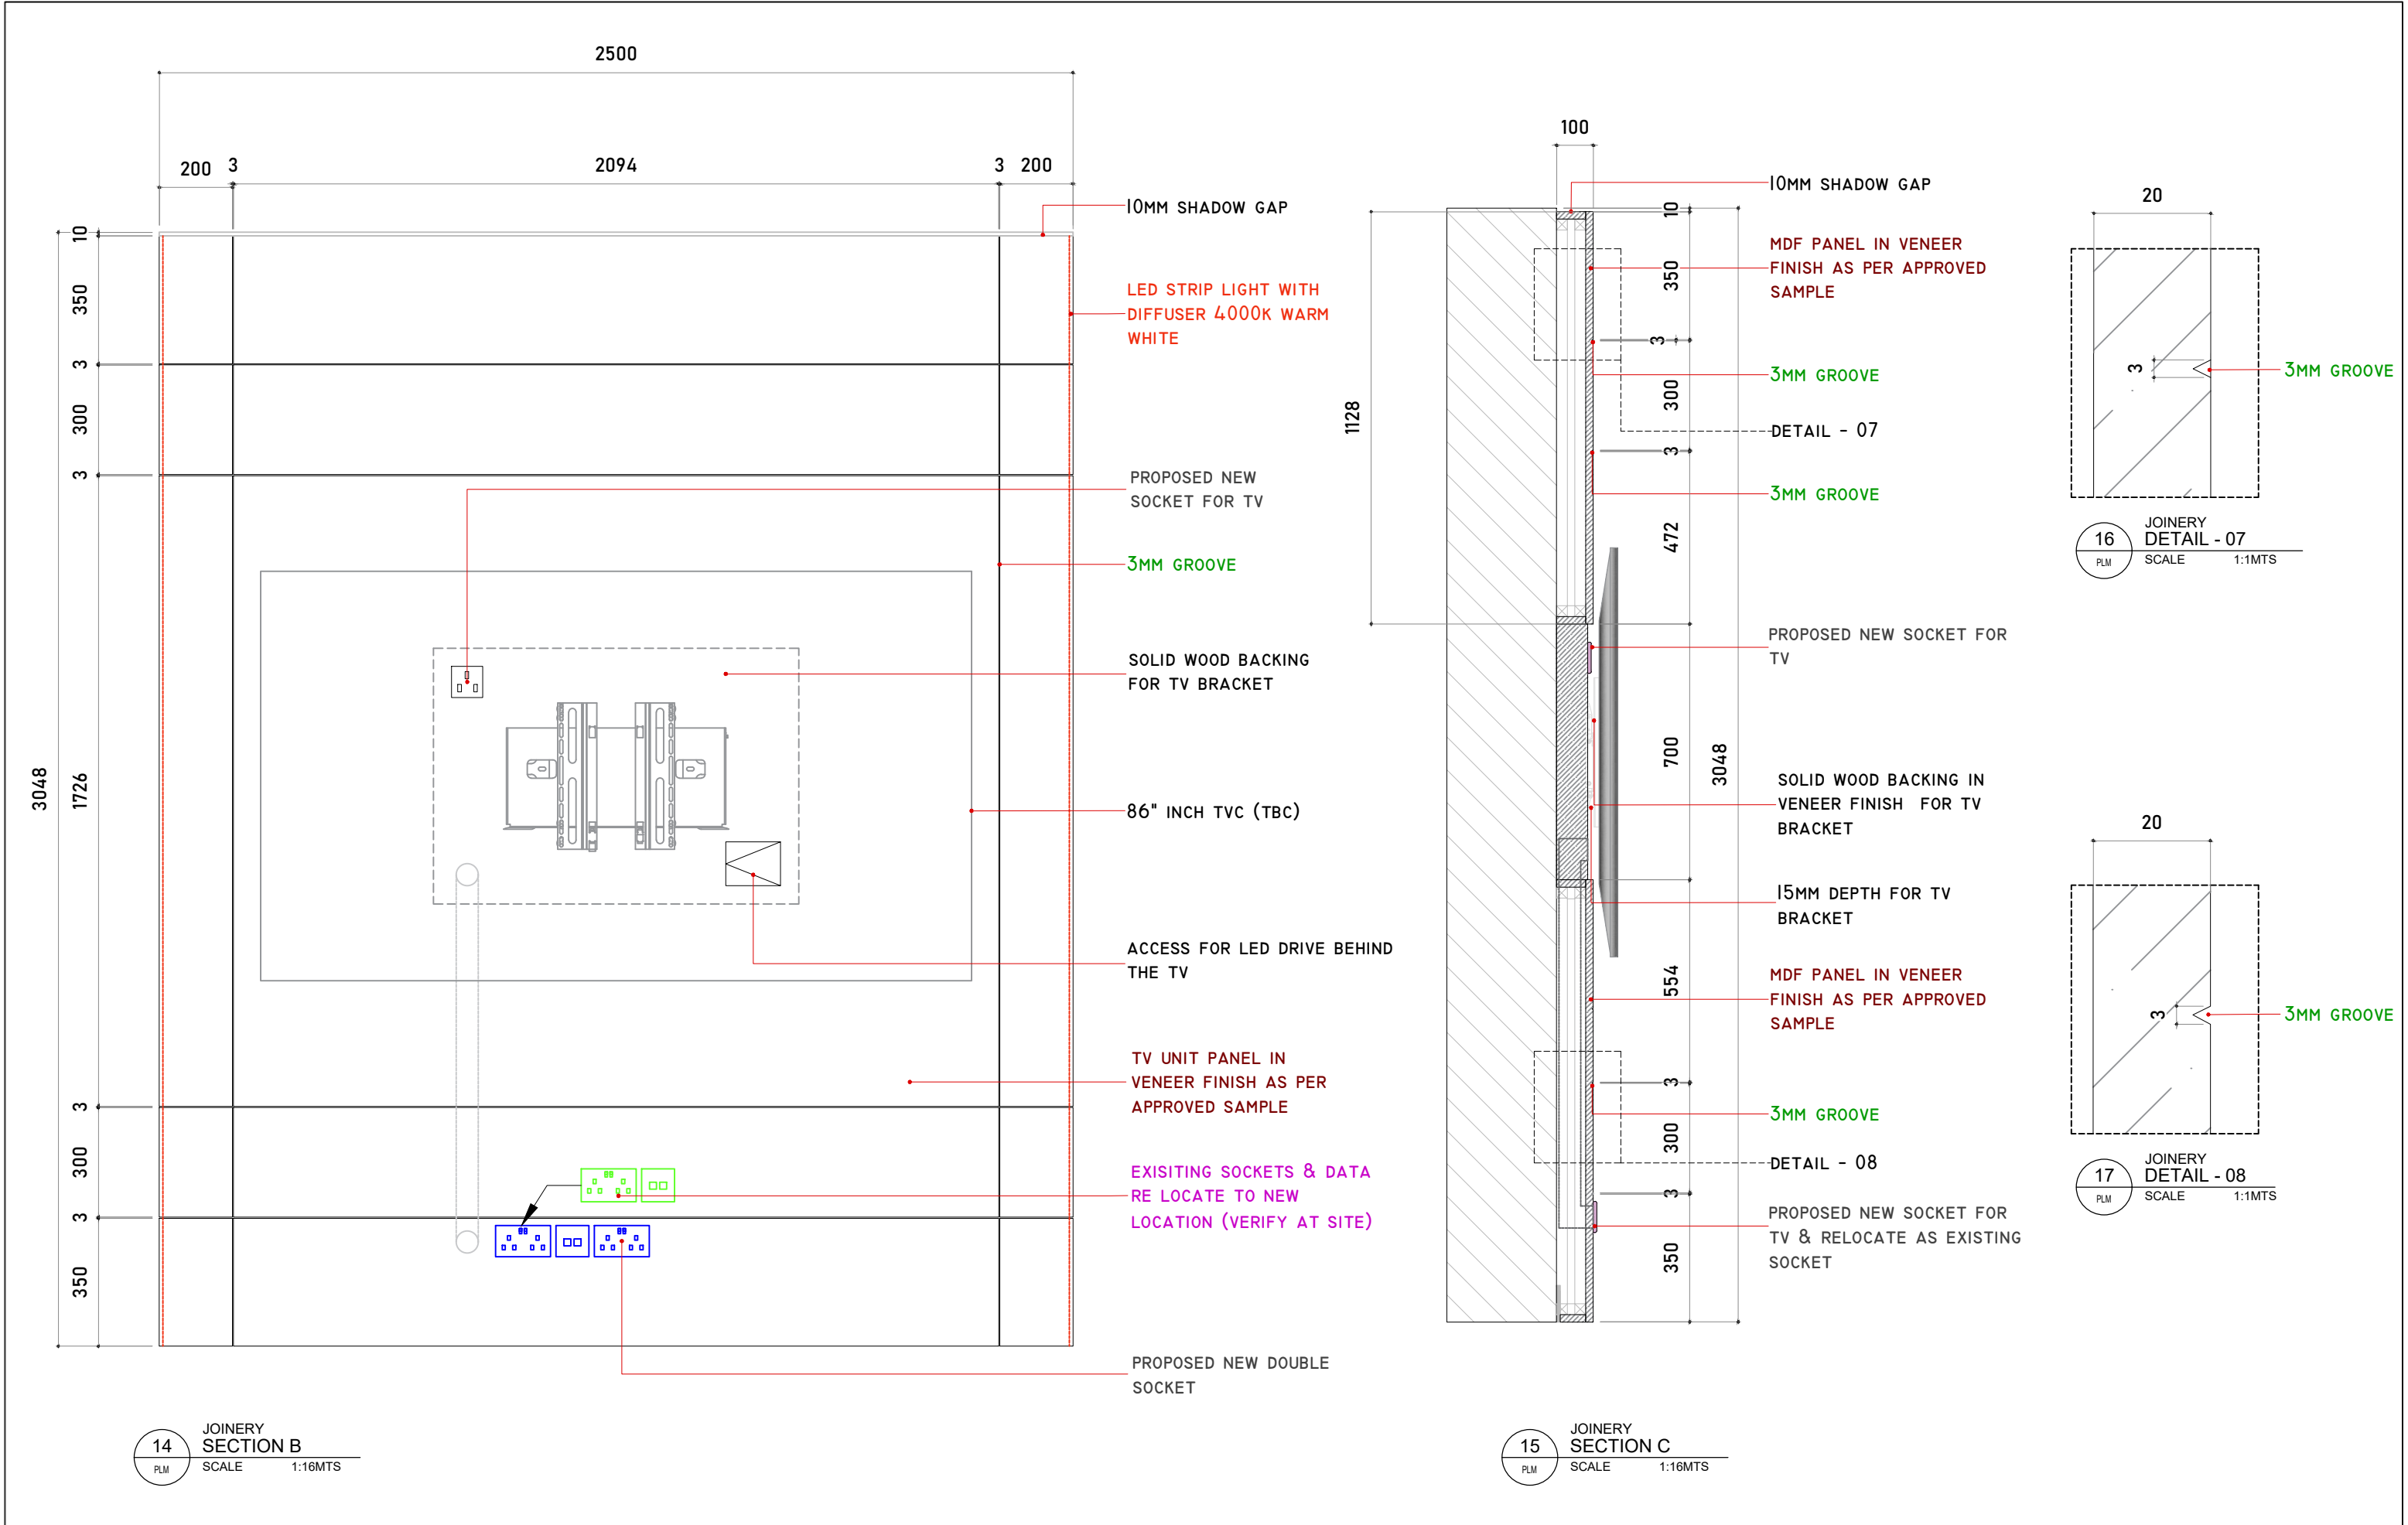 2500
200 3 2094 3 200
10MM SHADOW GAP
LED STRIP LIGHT WITH
DIFFUSER 4000K WARM
WHITE
PROPOSED NEW
SOCKET FOR TV
3MM GROOVE
SOLID WOOD BACKING
FOR TV BRACKET
86" INCH TVC (TBC)
ACCESS FOR LED DRIVE BEHIND
THE TV
TV UNIT PANEL IN
VENEER FINISH AS PER
APPROVED SAMPLE
EXISITING SOCKETS & DATA
RE LOCATE TO NEW
LOCATION (VERIFY AT SITE)
PROPOSED NEW DOUBLE
SOCKET
10
350
3
300
3
1726
3
300
3
350
3048
14
PLM
JOINERY
SECTION B
SCALE 1:16MTS
100
1128
10
350
3
300
3
472
700
554
3
300
3
350
3048
10MM SHADOW GAP
MDF PANEL IN VENEER
FINISH AS PER APPROVED
SAMPLE
3MM GROOVE
DETAIL - 07
3MM GROOVE
PROPOSED NEW SOCKET FOR
TV
SOLID WOOD BACKING IN
VENEER FINISH FOR TV
BRACKET
15MM DEPTH FOR TV
BRACKET
MDF PANEL IN VENEER
FINISH AS PER APPROVED
SAMPLE
3MM GROOVE
DETAIL - 08
PROPOSED NEW SOCKET FOR
TV & RELOCATE AS EXISTING
SOCKET
15
PLM
JOINERY
SECTION C
SCALE 1:16MTS
20
3
3MM GROOVE
16
PLM
JOINERY
DETAIL - 07
SCALE 1:1MTS
20
3
3MM GROOVE
17
PLM
JOINERY
DETAIL - 08
SCALE 1:1MTS